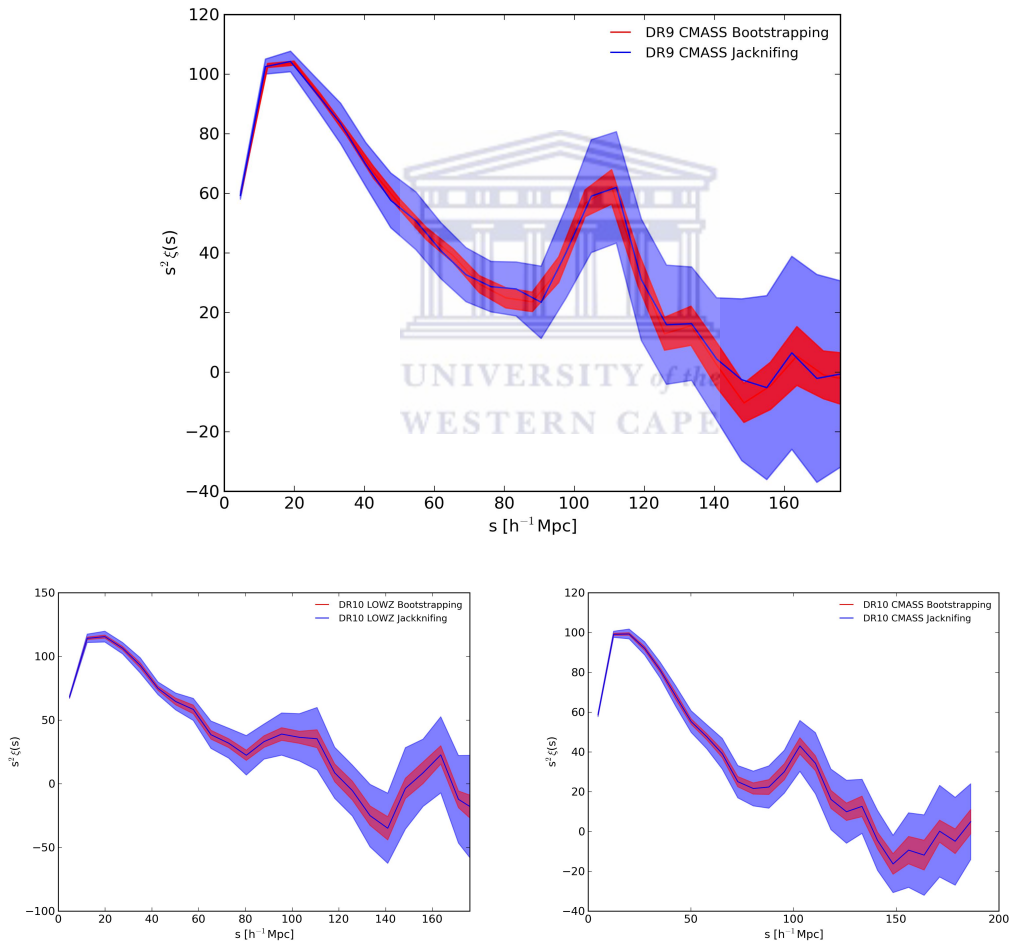 120
100
80
60
40
20
0
−20
−40
s² ξ(s)
DR9 CMASS Bootstrapping
DR9 CMASS Jacknifing
UNIVERSITY of the
WESTERN CAPE
0 20 40 60 80 100 120 140 160
s [h⁻¹ Mpc]
150
100
50
0
−50
−100
s² ξ(s)
DR10 LOWZ Bootstrapping
DR10 LOWZ Jackknifing
0 20 40 60 80 100 120 140 160
s [h⁻¹ Mpc]
120
100
80
60
40
20
0
−20
−40
s² ξ(s)
DR10 CMASS Bootstrapping
DR10 CMASS Jacknifing
0 50 100 150 200
s [h⁻¹ Mpc]